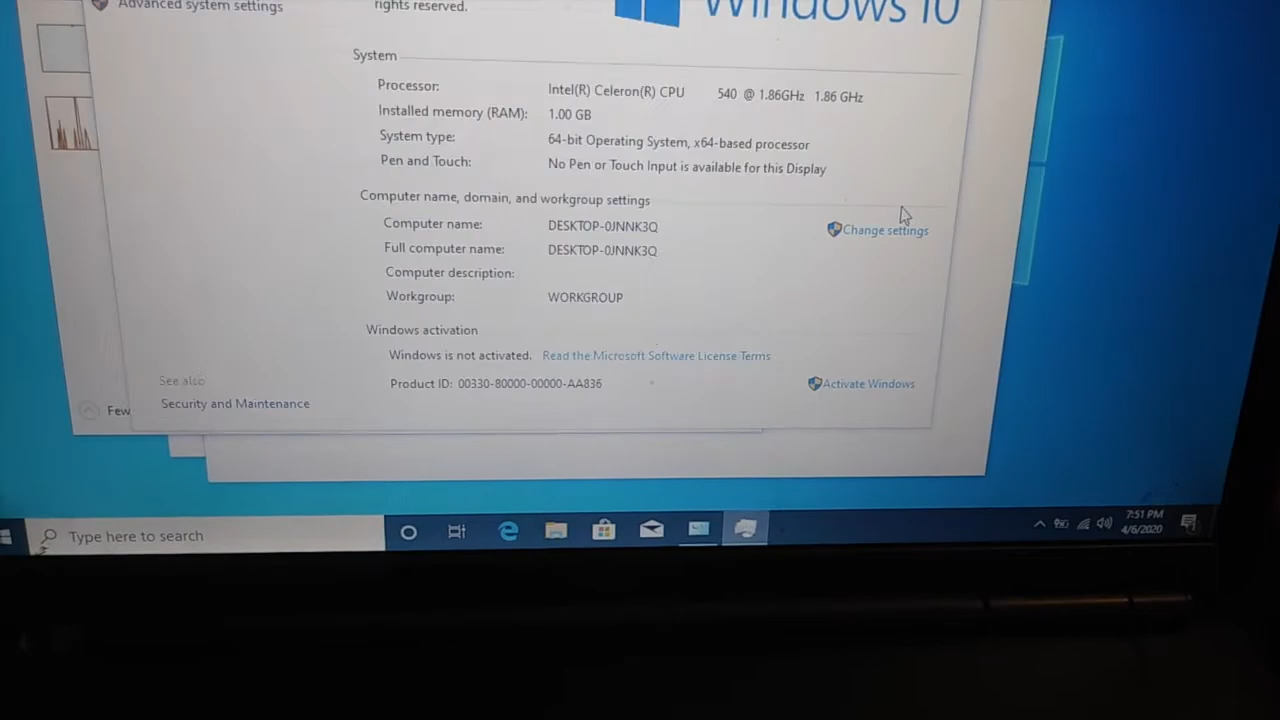 Advanced system settings
rights reserved.
Windows 10
System
Processor: Intel(R) Celeron(R) CPU 540 @ 1.86GHz 1.86 GHz
Installed memory (RAM): 1.00 GB
System type: 64-bit Operating System, x64-based processor
Pen and Touch: No Pen or Touch Input is available for this Display
Computer name, domain, and workgroup settings
Computer name: DESKTOP-0JNNK3Q
Change settings
Full computer name: DESKTOP-0JNNK3Q
Computer description:
Workgroup: WORKGROUP
Windows activation
Windows is not activated. Read the Microsoft Software License Terms
Product ID: 00330-80000-00000-AA836
Activate Windows
See also
Security and Maintenance
Few
Type here to search
7:51 PM
4/6/2020